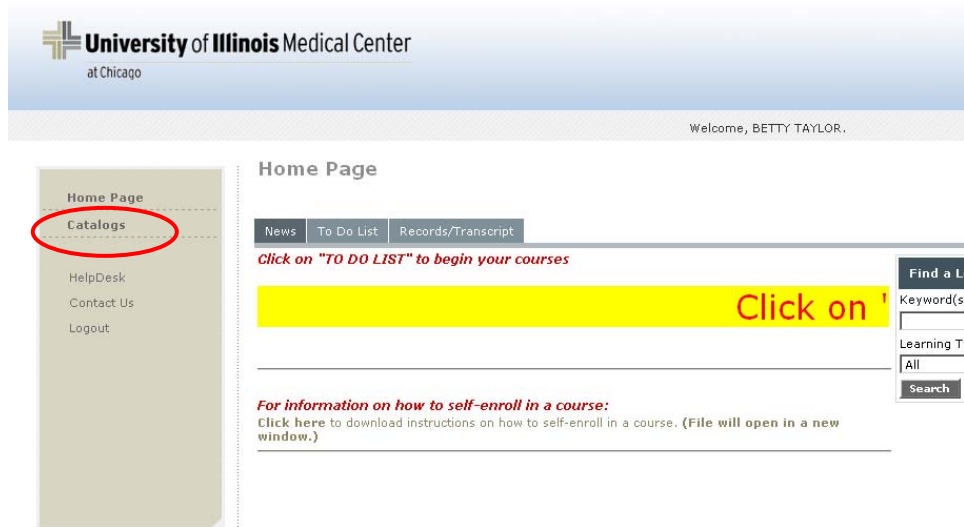 University of Illinois Medical Center
at Chicago
Welcome, BETTY TAYLOR.
Home Page
Catalogs
HelpDesk
Contact Us
Logout
Home Page
News To Do List Records/Transcript
Click on "TO DO LIST" to begin your courses
Click on "
For information on how to self-enroll in a course:
Click here to download instructions on how to self-enroll in a course. (File will open in a new
window.)
Find a L
Keyword(s
Learning T
All
Search